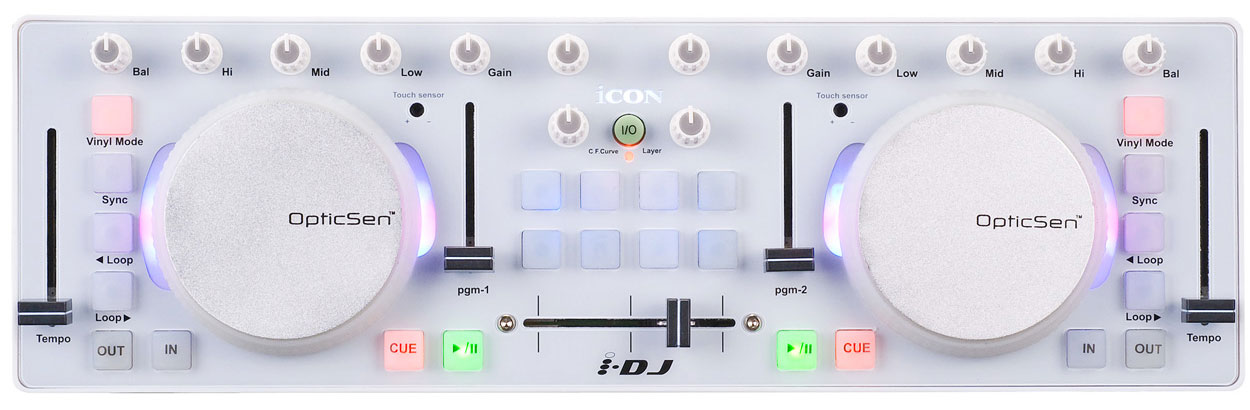 Bal Hi Mid Low Gain Gain Low Mid Hi Bal
Touch sensor Touch sensor
+ - + -
iCON
I/O
C F.Curve Layer
Vinyl Mode Vinyl Mode
Sync Sync
OpticSen™ OpticSen™
◀ Loop ◀ Loop
pgm-1 pgm-2
Loop ▶ Loop ▶
Tempo Tempo
OUT IN CUE ▶/II ▶/II CUE IN OUT
i·DJ